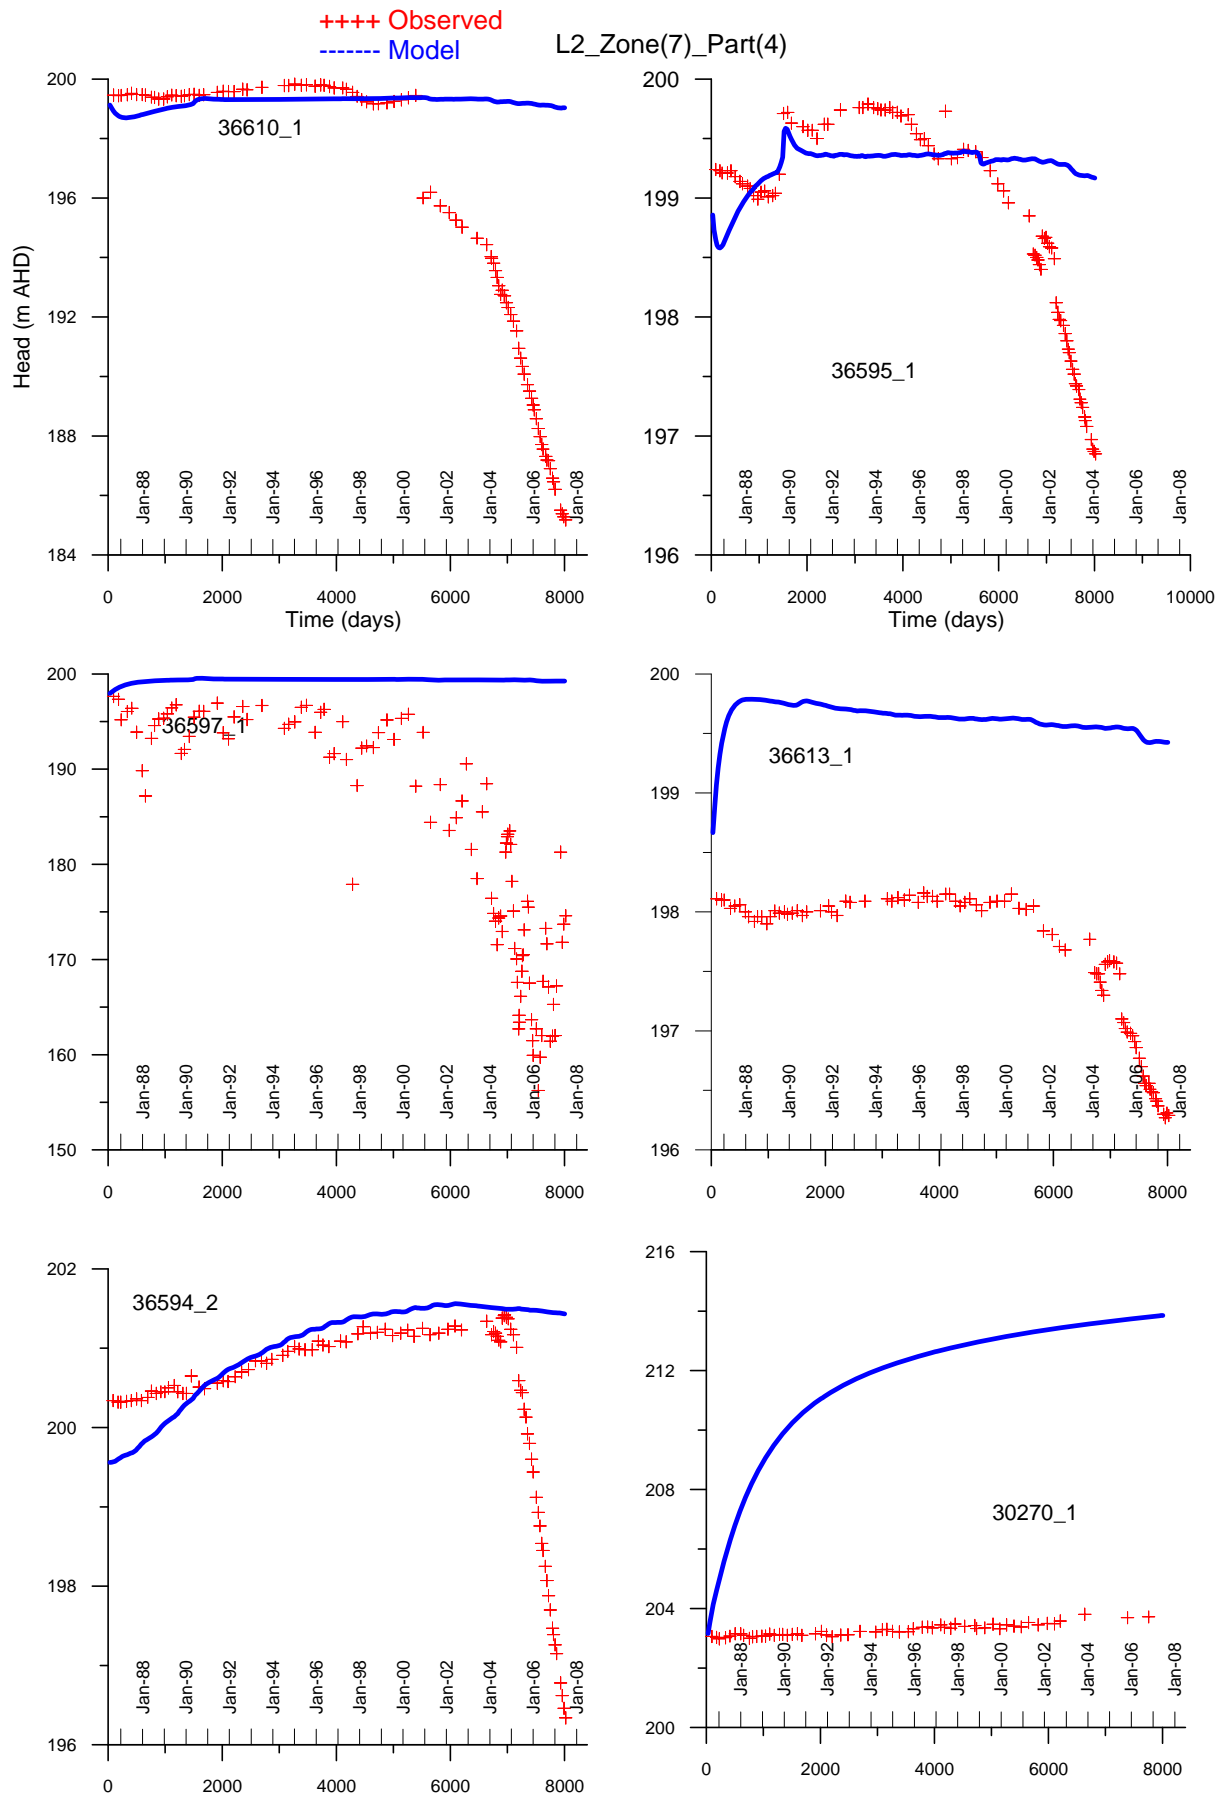 ++++ Observed
------- Model
L2_Zone(7)_Part(4)
Head (m AHD)
200
196
192
188
184
36610_1
Jan-88 Jan-90 Jan-92 Jan-94 Jan-96 Jan-98 Jan-00 Jan-02 Jan-04 Jan-06 Jan-08
0 2000 4000 6000 8000
Time (days)
200
199
198
197
196
36595_1
Jan-88 Jan-90 Jan-92 Jan-94 Jan-96 Jan-98 Jan-00 Jan-02 Jan-04 Jan-06 Jan-08
0 2000 4000 6000 8000 10000
Time (days)
200
190
180
170
160
150
36597_1
Jan-88 Jan-90 Jan-92 Jan-94 Jan-96 Jan-98 Jan-00 Jan-02 Jan-04 Jan-06 Jan-08
0 2000 4000 6000 8000
200
199
198
197
196
36613_1
Jan-88 Jan-90 Jan-92 Jan-94 Jan-96 Jan-98 Jan-00 Jan-02 Jan-04 Jan-06 Jan-08
0 2000 4000 6000 8000
202
200
198
196
36594_2
Jan-88 Jan-90 Jan-92 Jan-94 Jan-96 Jan-98 Jan-00 Jan-02 Jan-04 Jan-06 Jan-08
0 2000 4000 6000 8000
216
212
208
204
200
30270_1
Jan-88 Jan-90 Jan-92 Jan-94 Jan-96 Jan-98 Jan-00 Jan-02 Jan-04 Jan-06 Jan-08
0 2000 4000 6000 8000